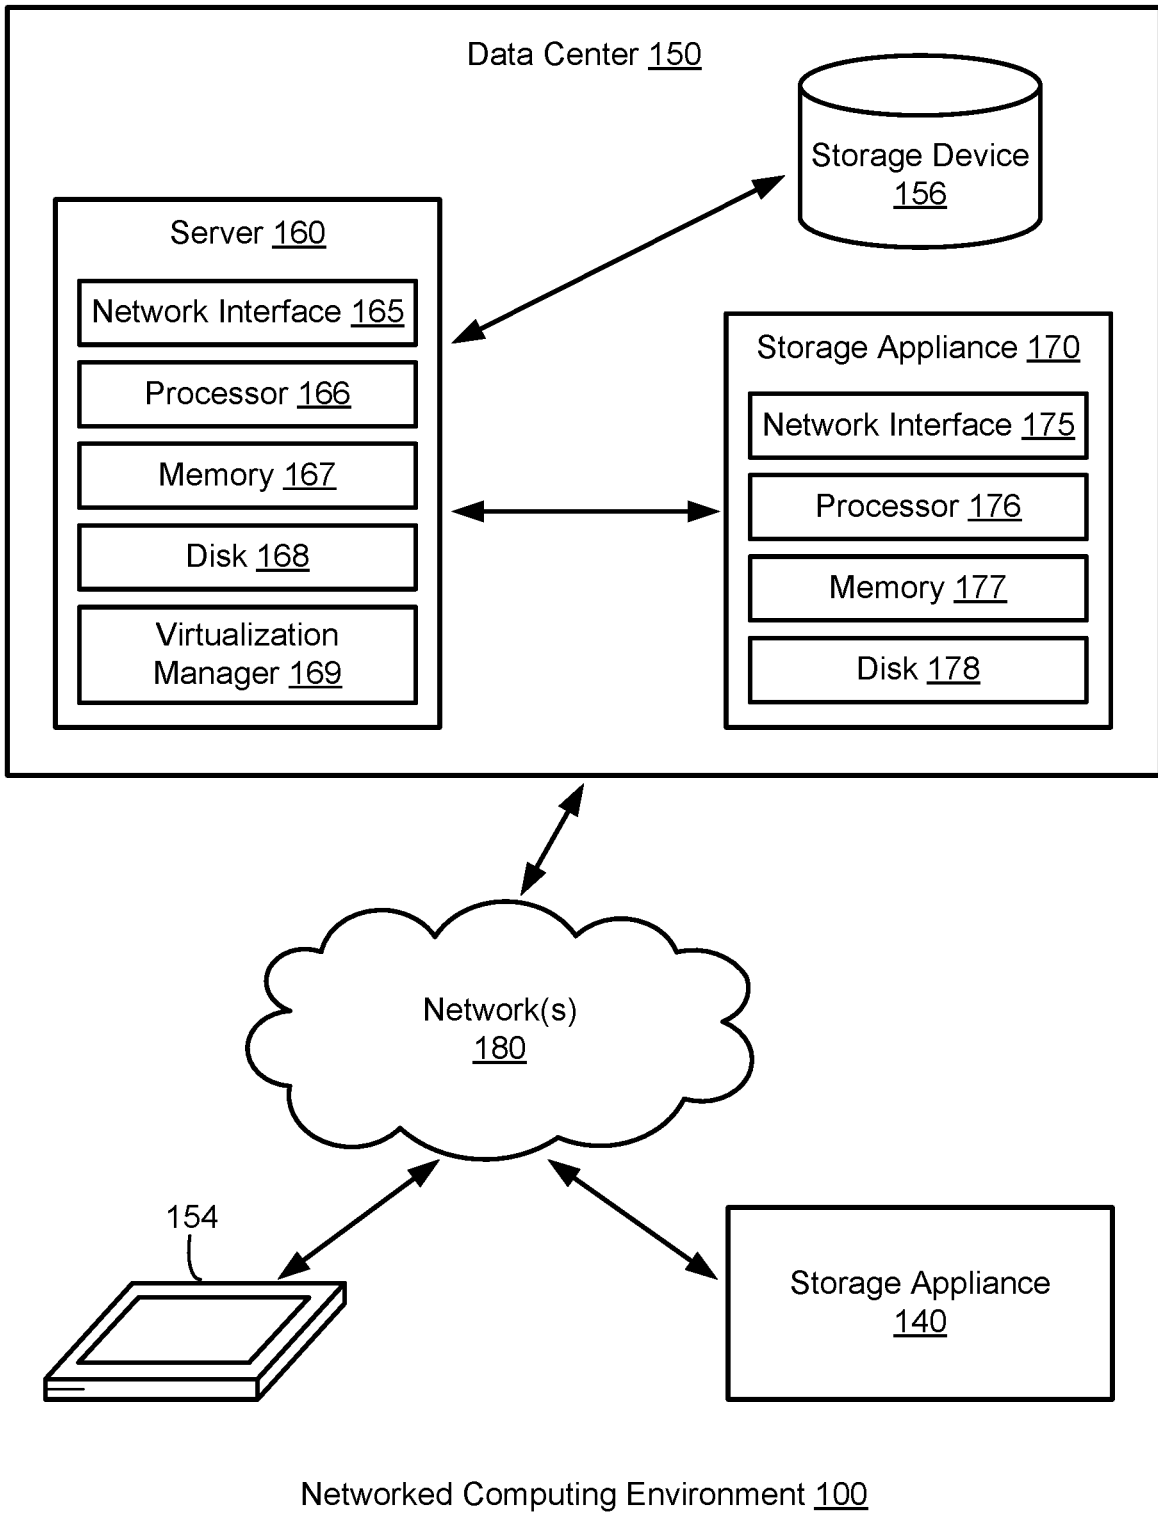 Data Center 150
Storage Device
156
Server 160
Network Interface 165
Processor 166
Memory 167
Disk 168
Virtualization
Manager 169
Storage Appliance 170
Network Interface 175
Processor 176
Memory 177
Disk 178
Network(s)
180
154
Storage Appliance
140
Networked Computing Environment 100